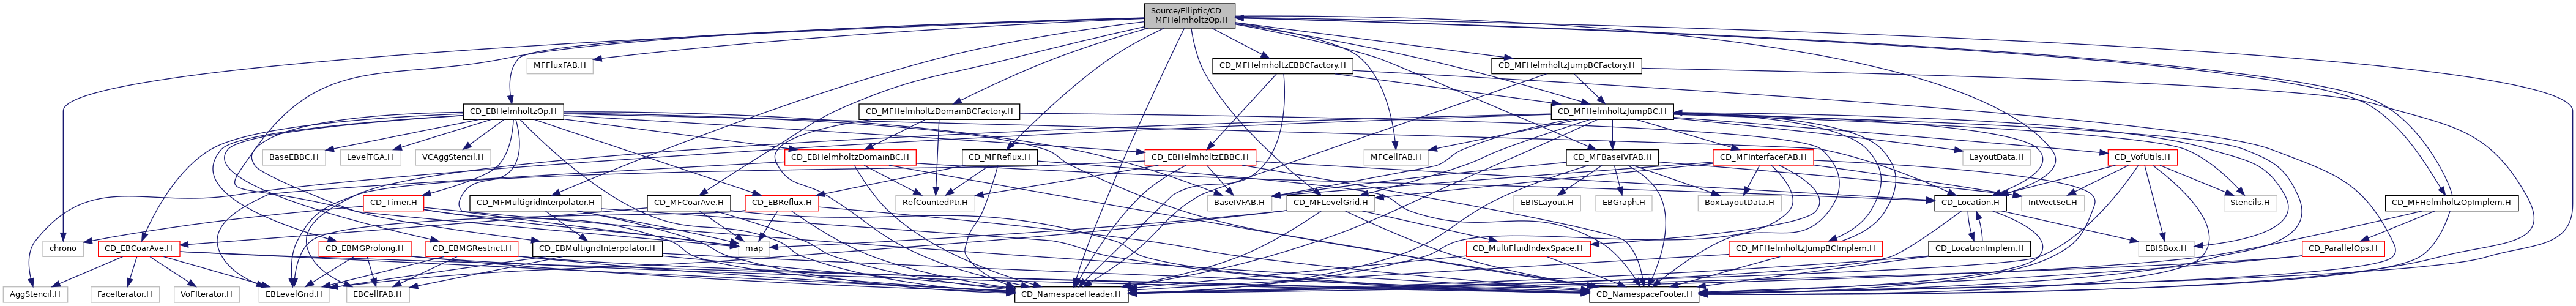 Source/Elliptic/CD
_MFHelmholtzOp.H
MFFluxFAB.H
CD_MFHelmholtzEBBCFactory.H
CD_MFHelmholtzJumpBCFactory.H
CD_EBHelmholtzOp.H
CD_MFHelmholtzDomainBCFactory.H
CD_MFHelmholtzJumpBC.H
BaseEBBC.H
LevelTGA.H
VCAggStencil.H
CD_EBHelmholtzDomainBC.H
CD_MFReflux.H
CD_EBHelmholtzEBBC.H
MFCellFAB.H
CD_MFBaseIVFAB.H
CD_MFInterfaceFAB.H
LayoutData.H
CD_VofUtils.H
CD_Timer.H
CD_MFMultigridInterpolator.H
CD_MFCoarAve.H
CD_EBReflux.H
RefCountedPtr.H
BaseIVFAB.H
CD_MFLevelGrid.H
EBISLayout.H
EBGraph.H
BoxLayoutData.H
CD_Location.H
IntVectSet.H
Stencils.H
CD_MFHelmholtzOpImplem.H
chrono
CD_EBCoarAve.H
CD_EBMGProlong.H
CD_EBMGRestrict.H
CD_EBMultigridInterpolator.H
map
CD_MultiFluidIndexSpace.H
CD_MFHelmholtzJumpBCImplem.H
CD_LocationImplem.H
EBISBox.H
CD_ParallelOps.H
AggStencil.H
FaceIterator.H
VoFIterator.H
EBLevelGrid.H
EBCellFAB.H
CD_NamespaceHeader.H
CD_NamespaceFooter.H